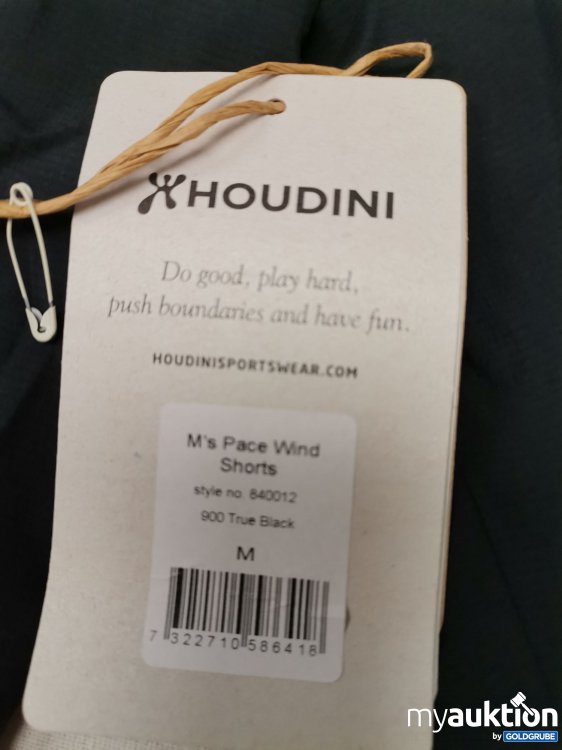 HOUDINI
Do good, play hard,
push boundaries and have fun.
HOUDINISPORTSWEAR.COM
M's Pace Wind
Shorts
style no. 840012
900 True Black
M
7 322710 586418
myauktion
by GOLDGRUBE